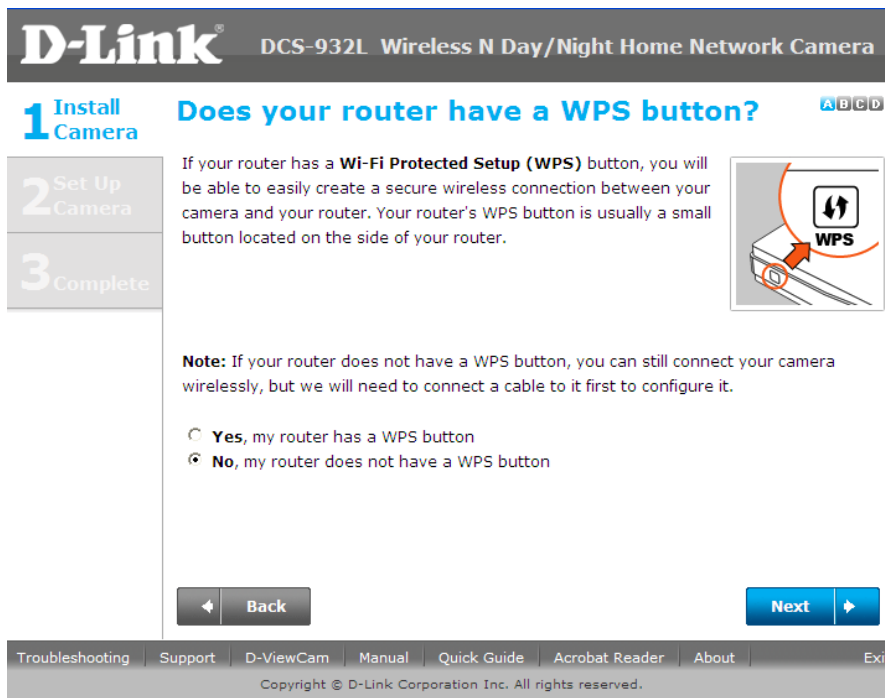 D-Link®
DCS-932L Wireless N Day/Night Home Network Camera
1 Install
Camera
2 Set Up
Camera
3 Complete
Does your router have a WPS button?
A B C D
If your router has a Wi-Fi Protected Setup (WPS) button, you will
be able to easily create a secure wireless connection between your
camera and your router. Your router's WPS button is usually a small
button located on the side of your router.
WPS
Note: If your router does not have a WPS button, you can still connect your camera
wirelessly, but we will need to connect a cable to it first to configure it.
Yes, my router has a WPS button
No, my router does not have a WPS button
Back
Next
Troubleshooting Support D-ViewCam Manual Quick Guide Acrobat Reader About Exi
Copyright © D-Link Corporation Inc. All rights reserved.